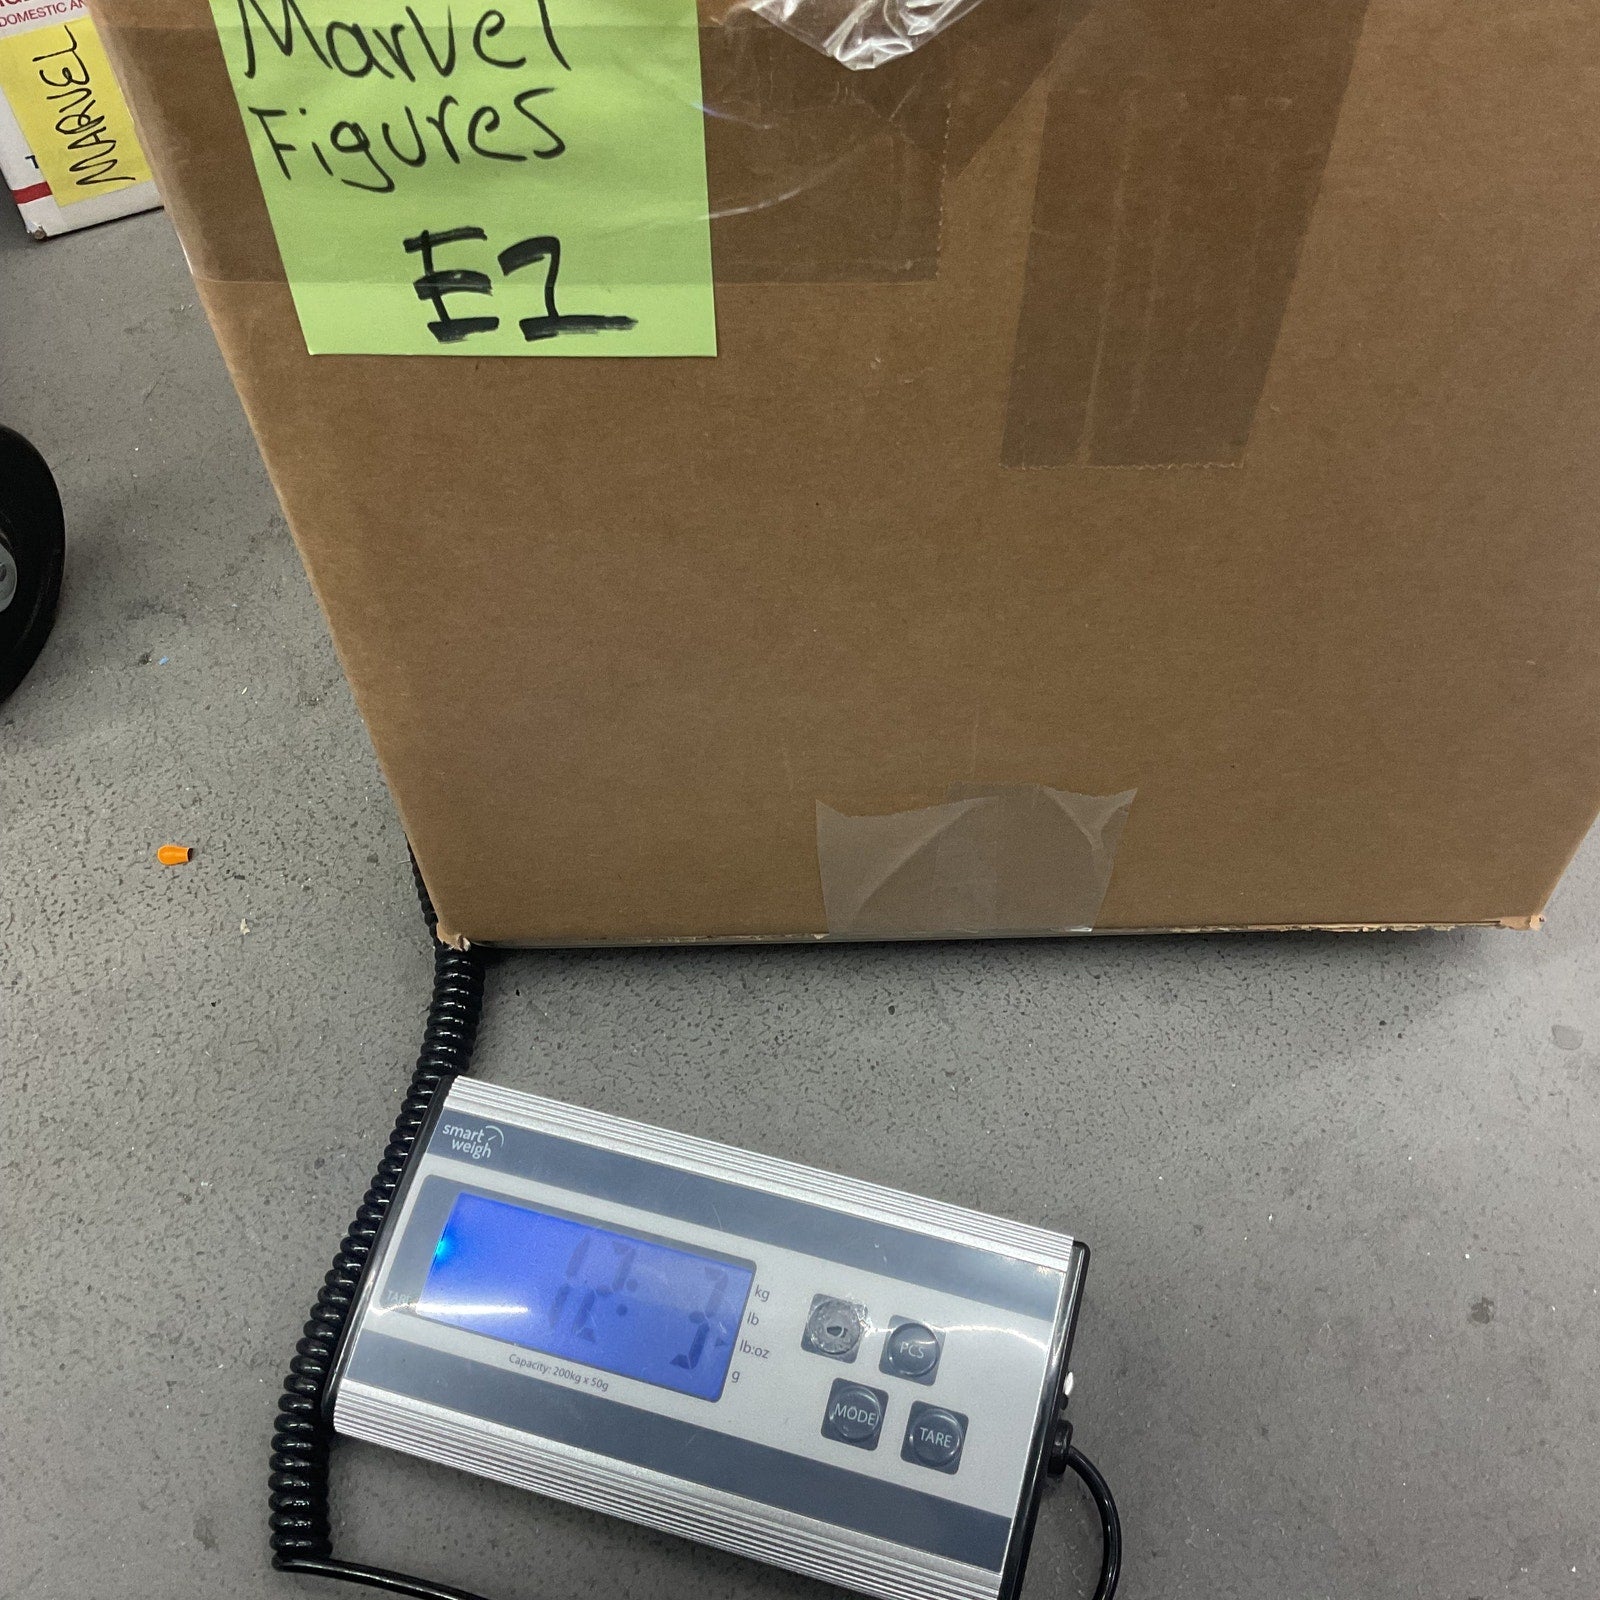 DOMESTIC
MARVEL
Marvel
Figures
E1
smart
weigh
TARE
kg
lb
lb:oz
g
Capacity: 200kg x 50g
PCS
MODE
TARE